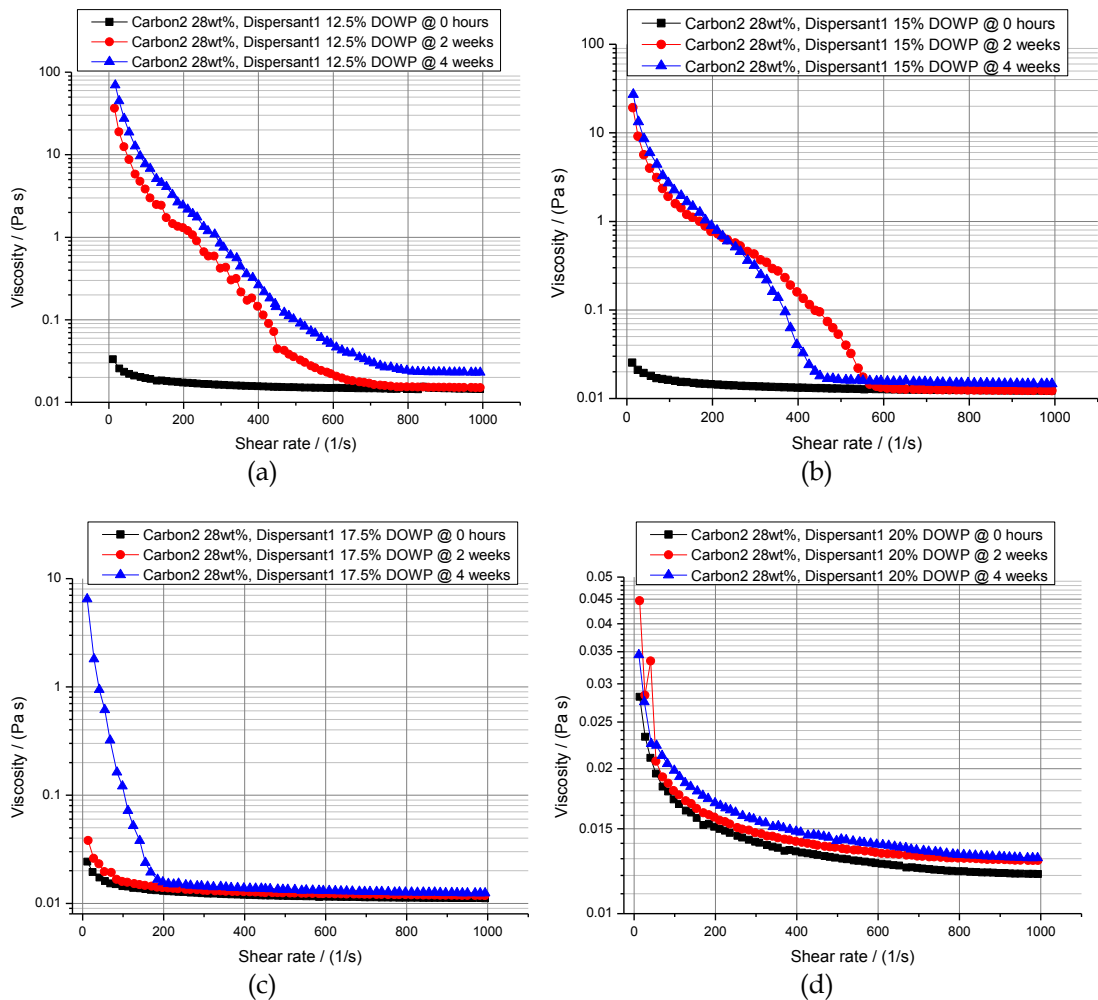 Carbon2 28wt%, Dispersant1 12.5% DOWP @ 0 hours
Carbon2 28wt%, Dispersant1 12.5% DOWP @ 2 weeks
Carbon2 28wt%, Dispersant1 12.5% DOWP @ 4 weeks
100
10
1
0.1
0.01
Viscosity / (Pa s)
0 200 400 600 800 1000
Shear rate / (1/s)
(a)
Carbon2 28wt%, Dispersant1 15% DOWP @ 0 hours
Carbon2 28wt%, Dispersant1 15% DOWP @ 2 weeks
Carbon2 28wt%, Dispersant1 15% DOWP @ 4 weeks
100
10
1
0.1
0.01
Viscosity / (Pa s)
0 200 400 600 800 1000
Shear rate / (1/s)
(b)
Carbon2 28wt%, Dispersant1 17.5% DOWP @ 0 hours
Carbon2 28wt%, Dispersant1 17.5% DOWP @ 2 weeks
Carbon2 28wt%, Dispersant1 17.5% DOWP @ 4 weeks
10
1
0.1
0.01
Viscosity / (Pa s)
0 200 400 600 800 1000
Shear rate / (1/s)
(c)
Carbon2 28wt%, Dispersant1 20% DOWP @ 0 hours
Carbon2 28wt%, Dispersant1 20% DOWP @ 2 weeks
Carbon2 28wt%, Dispersant1 20% DOWP @ 4 weeks
0.05
0.045
0.04
0.035
0.03
0.025
0.02
0.015
0.01
Viscosity / (Pa s)
0 200 400 600 800 1000
Shear rate / (1/s)
(d)